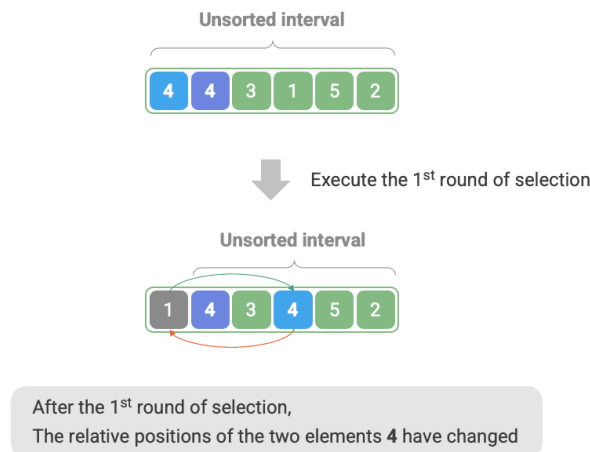 Unsorted interval
4 4 3 1 5 2
Execute the 1st round of selection
Unsorted interval
1 4 3 4 5 2
After the 1st round of selection,
The relative positions of the two elements 4 have changed